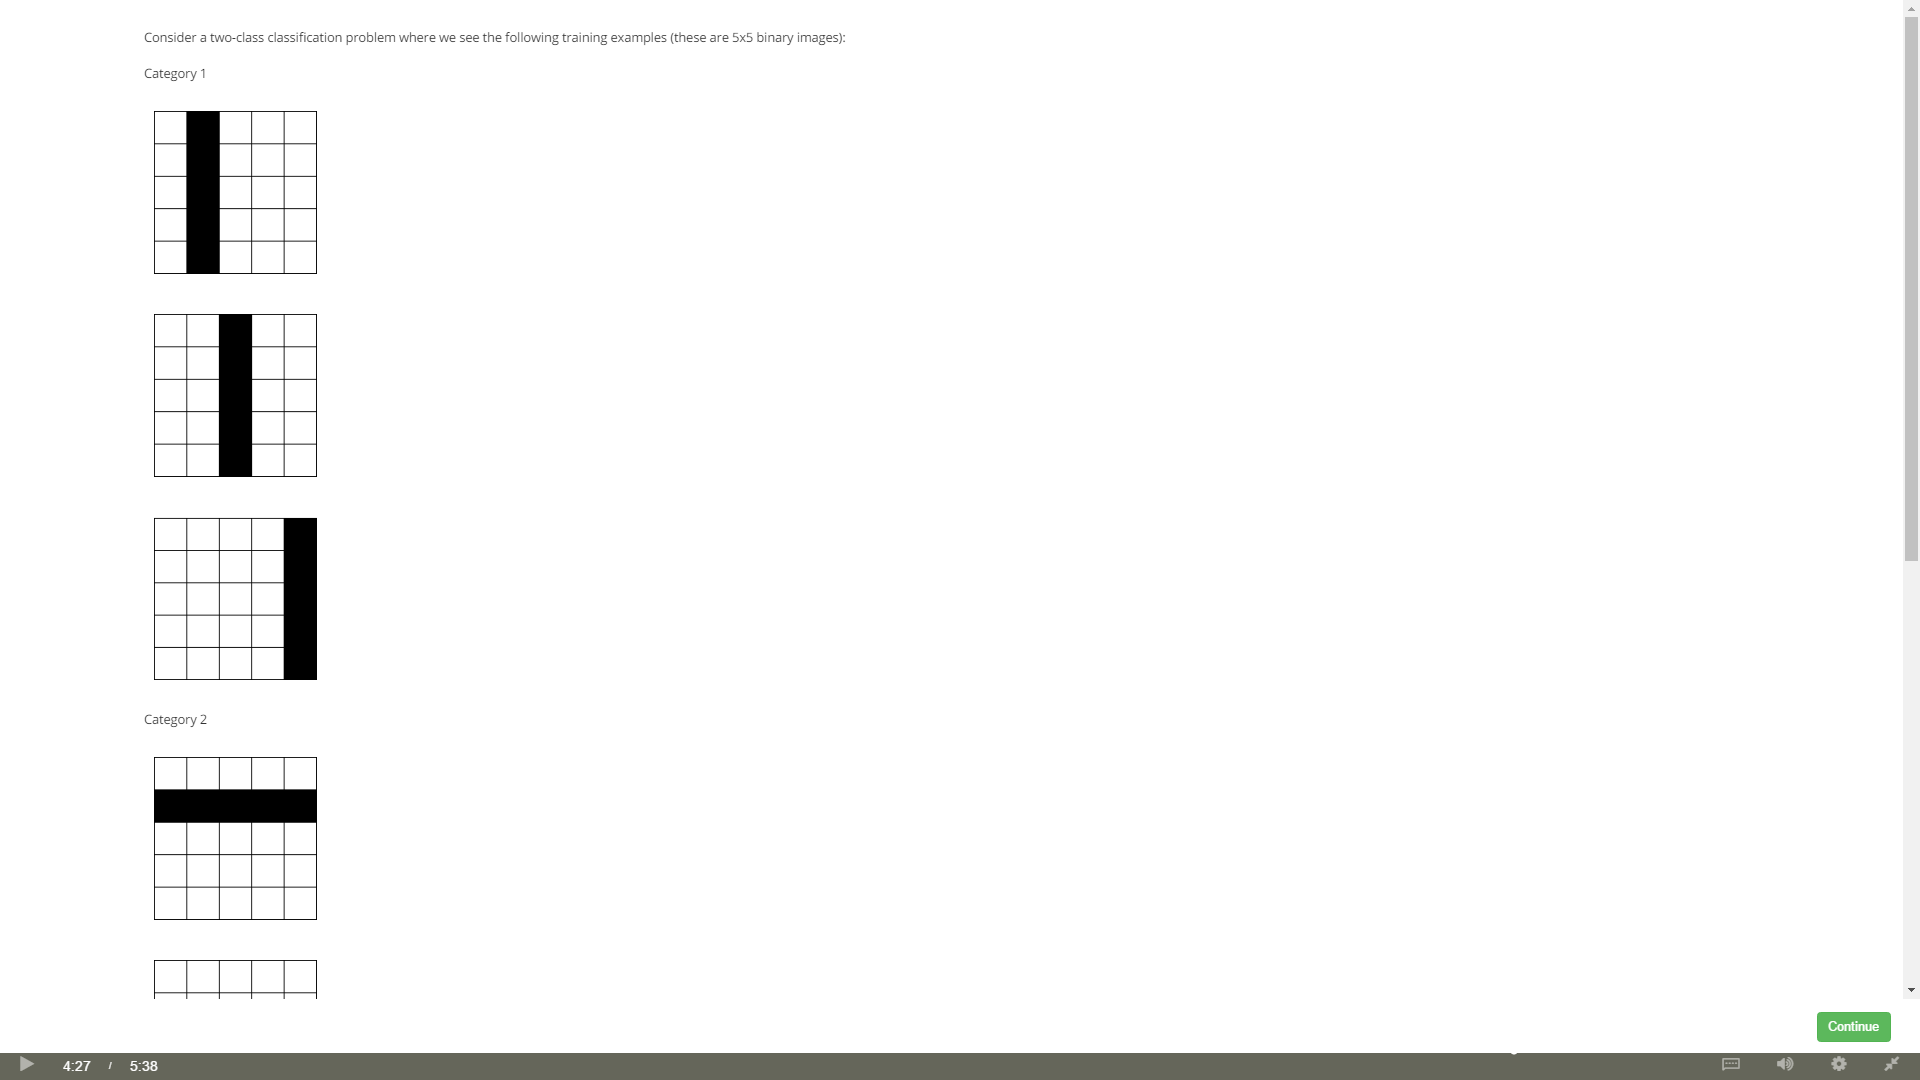 Consider a two-class classification problem where we see the following training examples (these are 5x5 binary images):
Category 1
Category 2
Continue
4:27 / 5:38